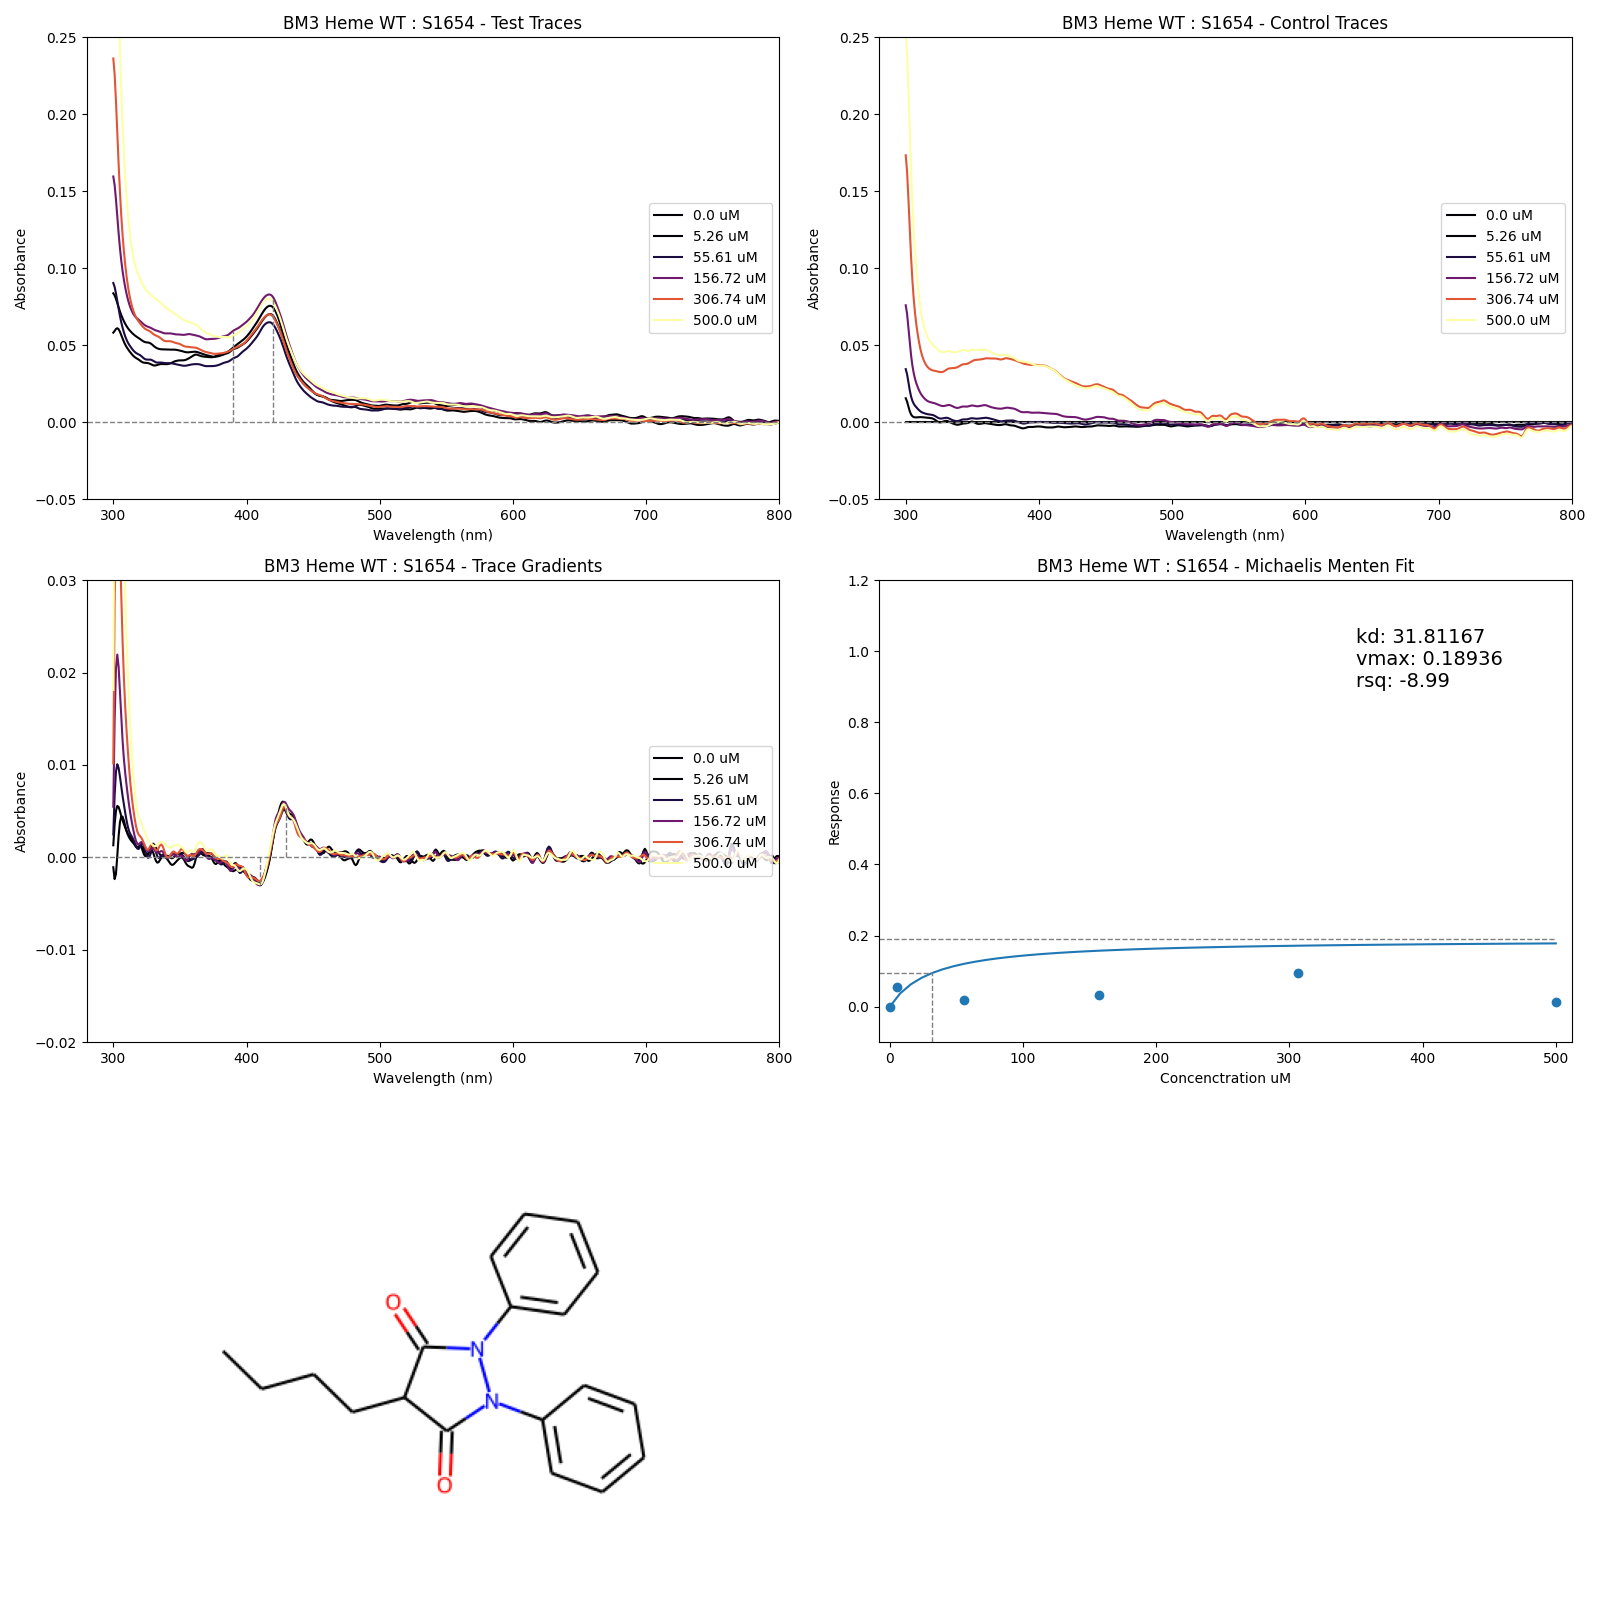 BM3 Heme WT : S1654 - Test Traces
0.25
0.20
0.15
0.10
0.05
0.00
−0.05
Absorbance
300
400
500
600
700
800
Wavelength (nm)
0.0 uM
5.26 uM
55.61 uM
156.72 uM
306.74 uM
500.0 uM
BM3 Heme WT : S1654 - Control Traces
0.25
0.20
0.15
0.10
0.05
0.00
−0.05
Absorbance
300
400
500
600
700
800
Wavelength (nm)
0.0 uM
5.26 uM
55.61 uM
156.72 uM
306.74 uM
500.0 uM
BM3 Heme WT : S1654 - Trace Gradients
0.03
0.02
0.01
0.00
−0.01
−0.02
Absorbance
300
400
500
600
700
800
Wavelength (nm)
0.0 uM
5.26 uM
55.61 uM
156.72 uM
306.74 uM
500.0 uM
BM3 Heme WT : S1654 - Michaelis Menten Fit
1.2
1.0
0.8
0.6
0.4
0.2
0.0
Response
kd: 31.81167
vmax: 0.18936
rsq: -8.99
0
100
200
300
400
500
Concenctration uM
O
N
N
O